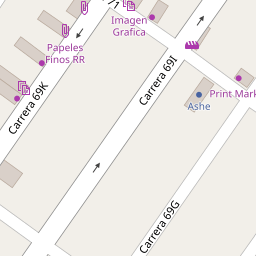 Imagen
Grafica
Papeles
Finos RR
Carrera 69I
Print Mark
Ashe
Carrera 69K
Carrera 69G